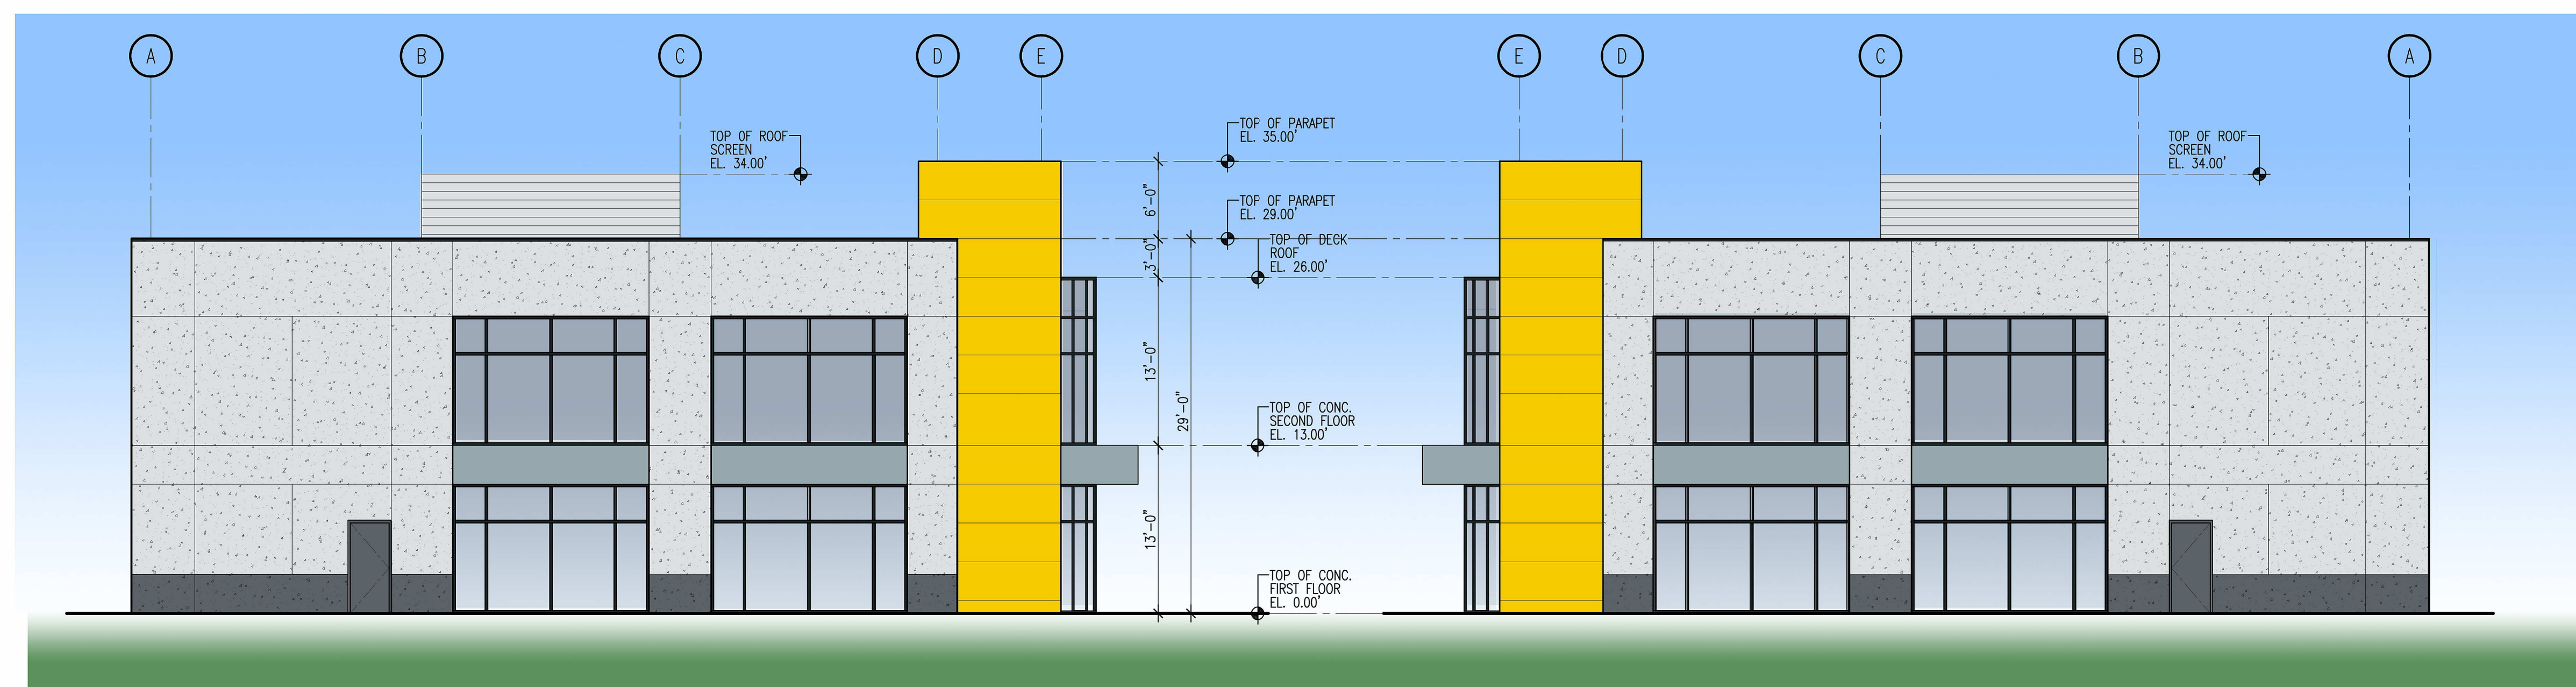 A
B
C
D
E
E
D
C
B
A
TOP OF ROOF
SCREEN
EL. 34.00'
TOP OF PARAPET
EL. 35.00'
TOP OF ROOF
SCREEN
EL. 34.00'
6'-0"
TOP OF PARAPET
EL. 29.00'
3'-0"
TOP OF DECK
ROOF
EL. 26.00'
13'-0"
29'-0"
TOP OF CONC.
SECOND FLOOR
EL. 13.00'
13'-0"
TOP OF CONC.
FIRST FLOOR
EL. 0.00'